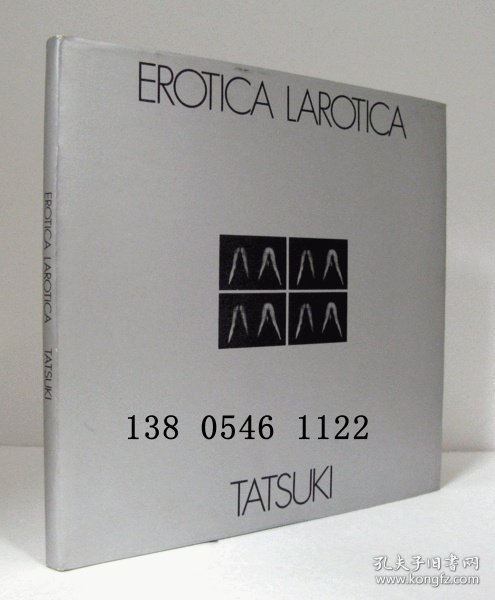 EROTICA LAROTICA
EROTICA LAROTICA TATSUKI
138 0546 1122
TATSUKI
孔夫子旧书网
www.kongfz.com